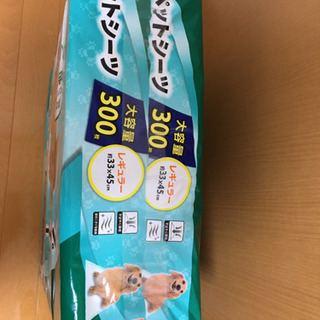 ペットシーツ
大容量
300枚
レギュラー
約33×45cm
ットシーツ
大容量
300枚
レギュラー
約33×45cm